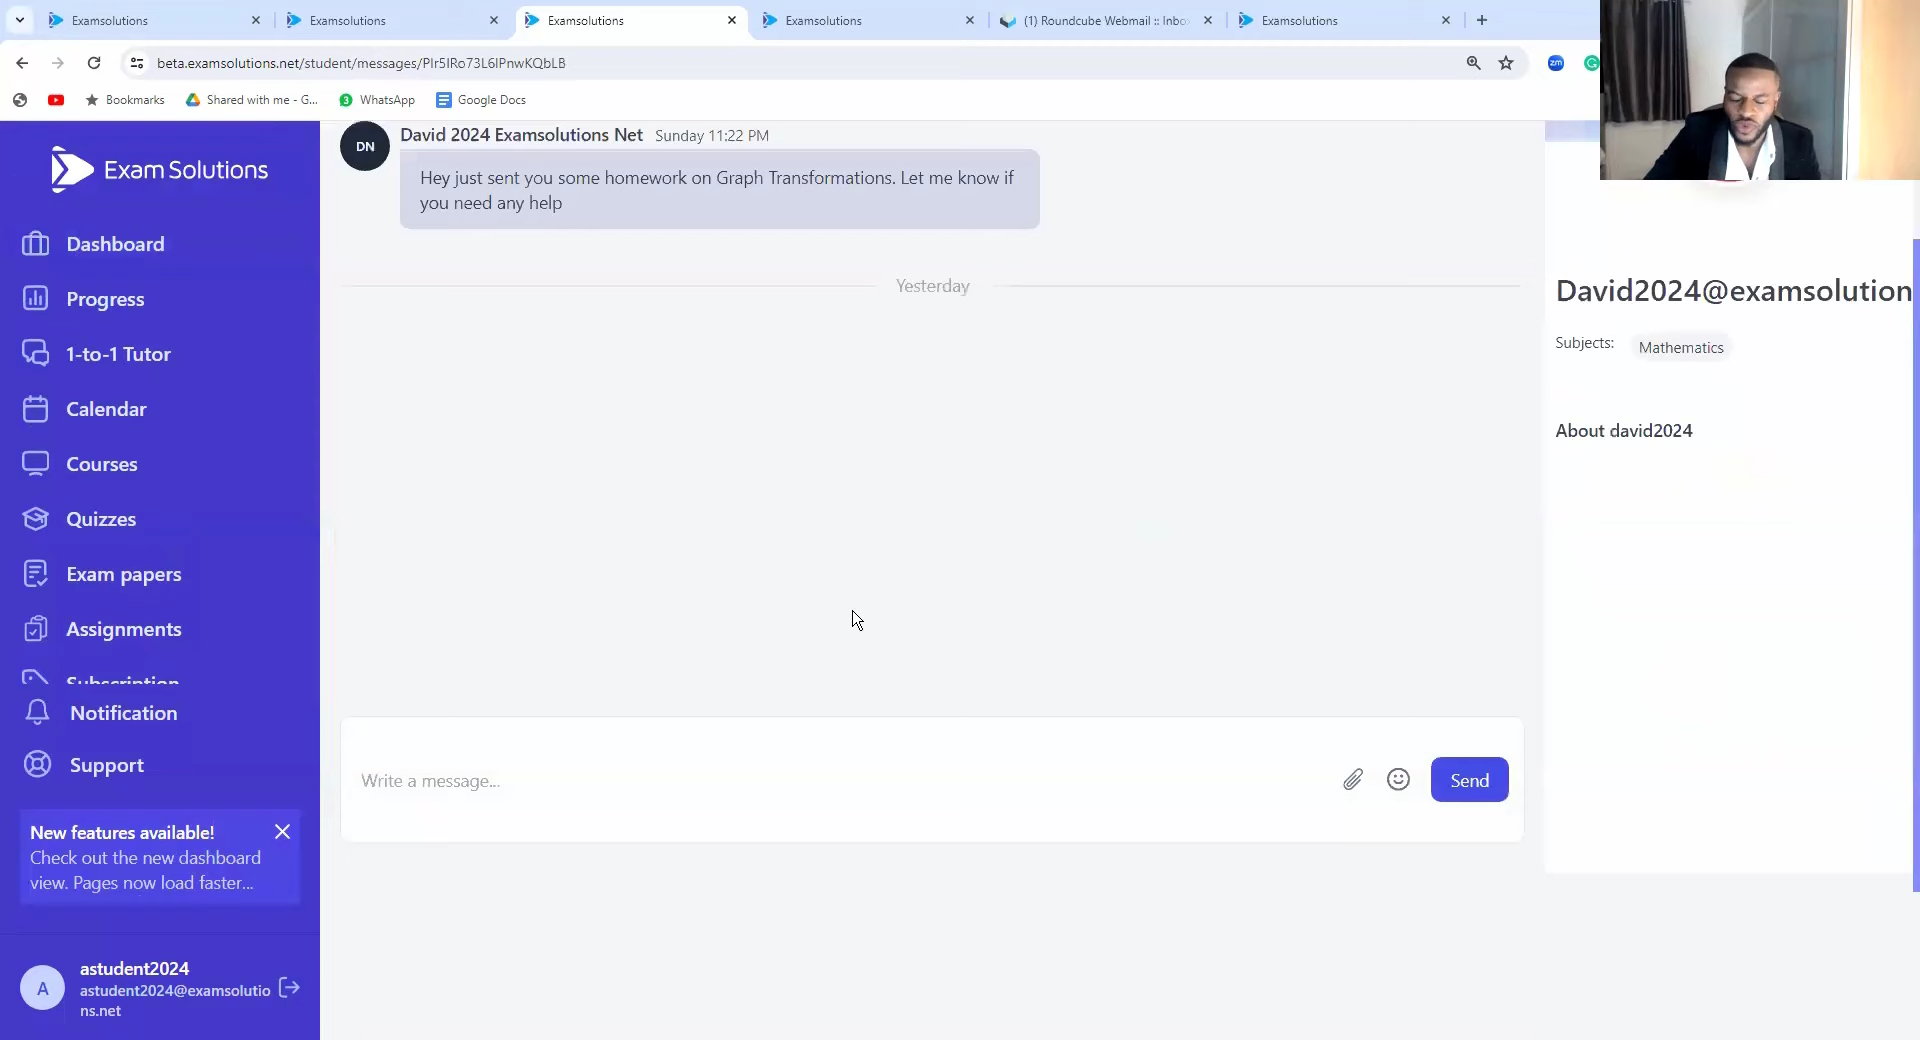 Examsolutions
Examsolutions
Examsolutions
Examsolutions
(1) Roundcube Webmail :: Inbo
Examsolutions
beta.examsolutions.net/student/messages/
Bookmarks
Shared with me - G...
3
WhatsApp
Google Docs
zm
Exam Solutions
Dashboard
Progress
1-to-1 Tutor
Calendar
Courses
Quizzes
Exam papers
Assignments
Subscription
Notification
Support
New features available!
Check out the new dashboard
view. Pages now load faster...
A
astudent2024
astudent2024@examsolutio
ns.net
DN
David 2024 Examsolutions Net Sunday 11:22 PM
Hey just sent you some homework on Graph Transformations. Let me know if
you need any help
Yesterday
Write a message...
Send
David2024@examsolution
Subjects: Mathematics
About david2024